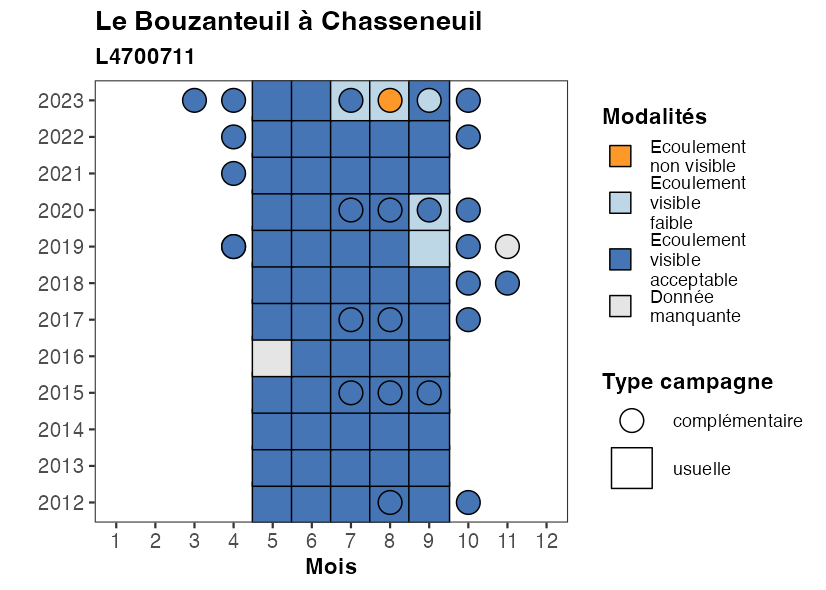 Le Bouzanteuil à Chasseneuil
L4700711
2023
2022
2021
2020
2019
2018
2017
2016
2015
2014
2013
2012
1 2 3 4 5 6 7 8 9 10 11 12
Mois
Modalités
Ecoulement
non visible
Ecoulement
visible
faible
Ecoulement
visible
acceptable
Donnée
manquante
Type campagne
complémentaire
usuelle